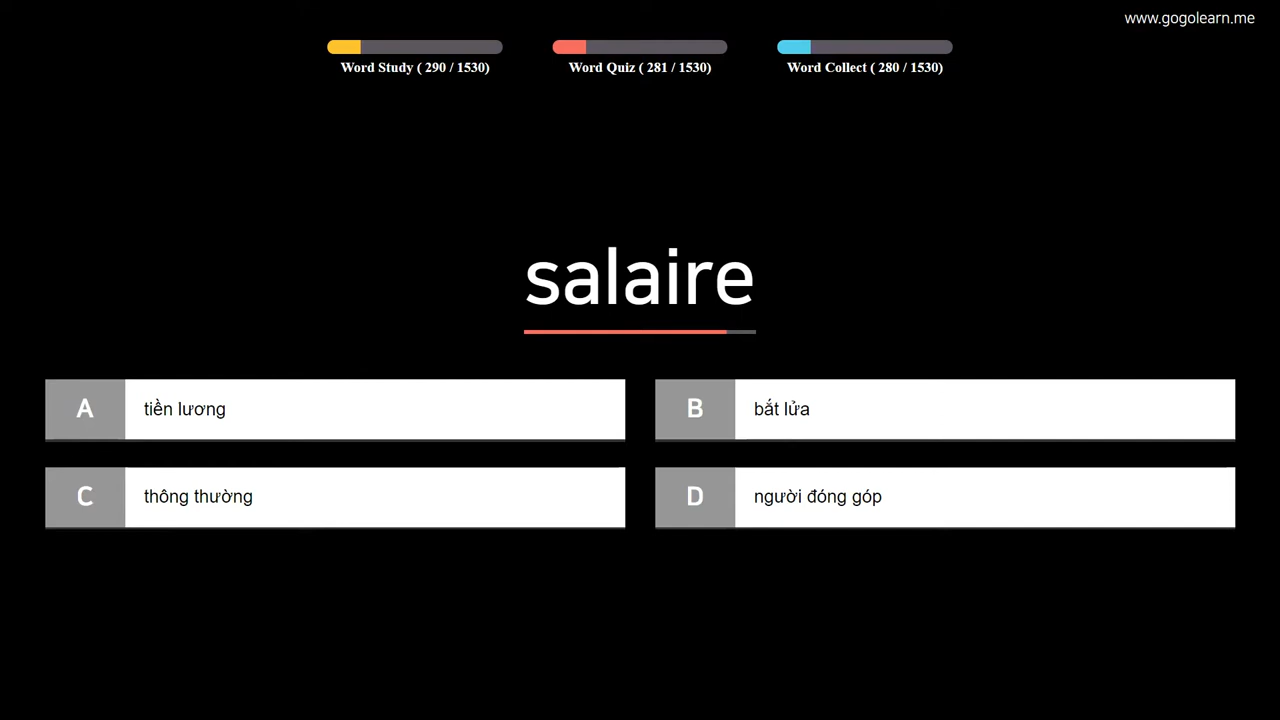 www.gogolearn.me
Word Study ( 290 / 1530)
Word Quiz ( 281 / 1530)
Word Collect ( 280 / 1530)
salaire
A tiền lương
B bắt lửa
C thông thường
D người đóng góp